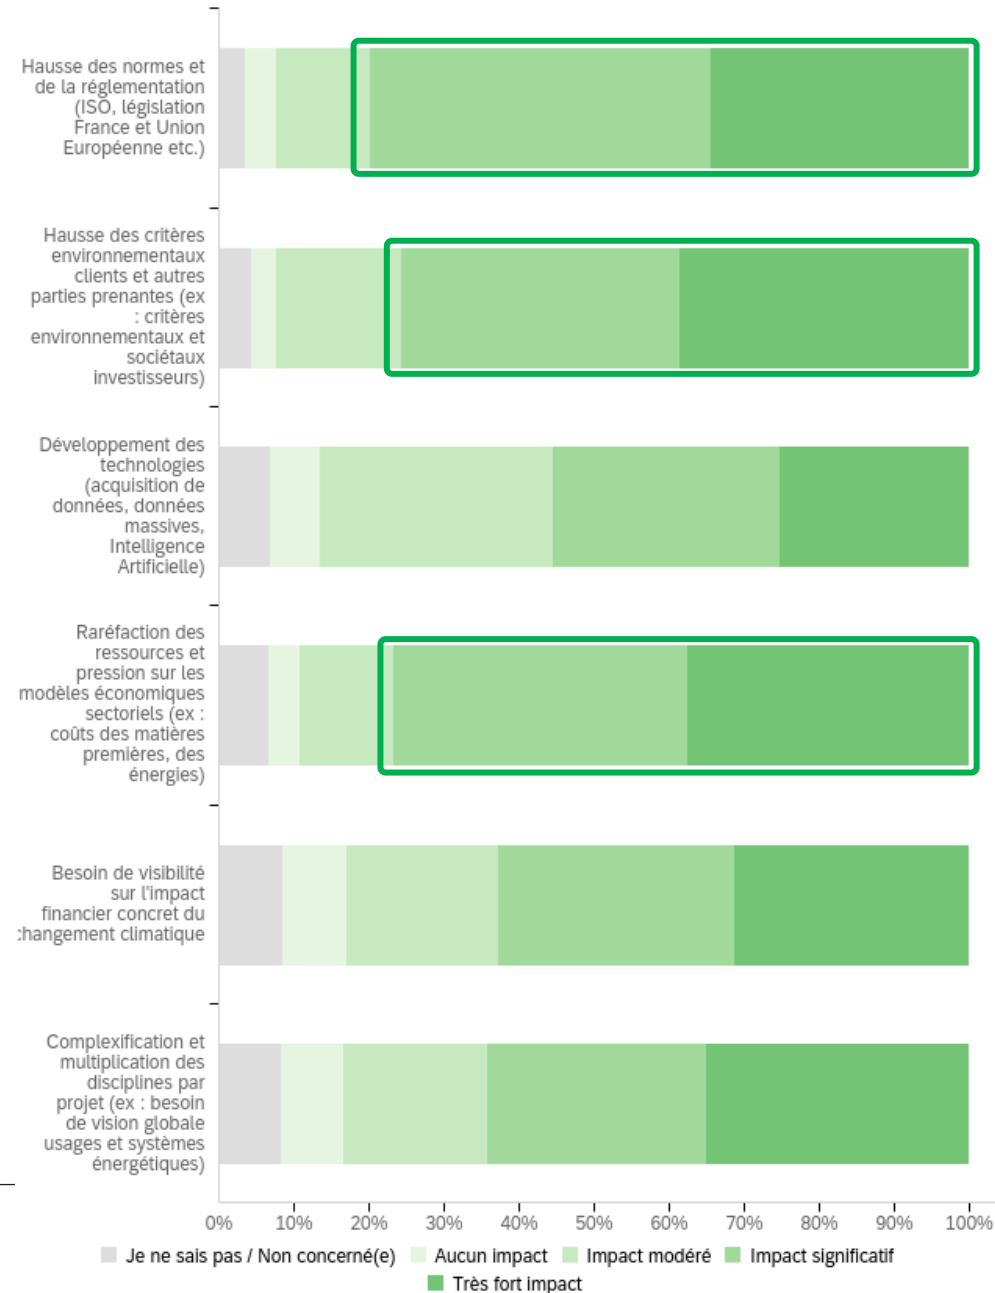 Hausse des normes et
de la réglementation
(ISO, législation
France et Union
Européenne etc.)
Hausse des critères
environnementaux
clients et autres
parties prenantes (ex
: critères
environnementaux et
sociétaux
investisseurs)
Développement des
technologies
(acquisition de
données, données
massives,
Intelligence
Artificielle)
Raréfaction des
ressources et
pression sur les
modèles économiques
sectoriels (ex :
coûts des matières
premières, des
énergies)
Besoin de visibilité
sur l'impact
financier concret du
changement climatique
Complexification et
multiplication des
disciplines par
projet (ex : besoin
de vision globale
usages et systèmes
énergétiques)
0% 10% 20% 30% 40% 50% 60% 70% 80% 90% 100%
Je ne sais pas / Non concerné(e) Aucun impact Impact modéré Impact significatif
Très fort impact